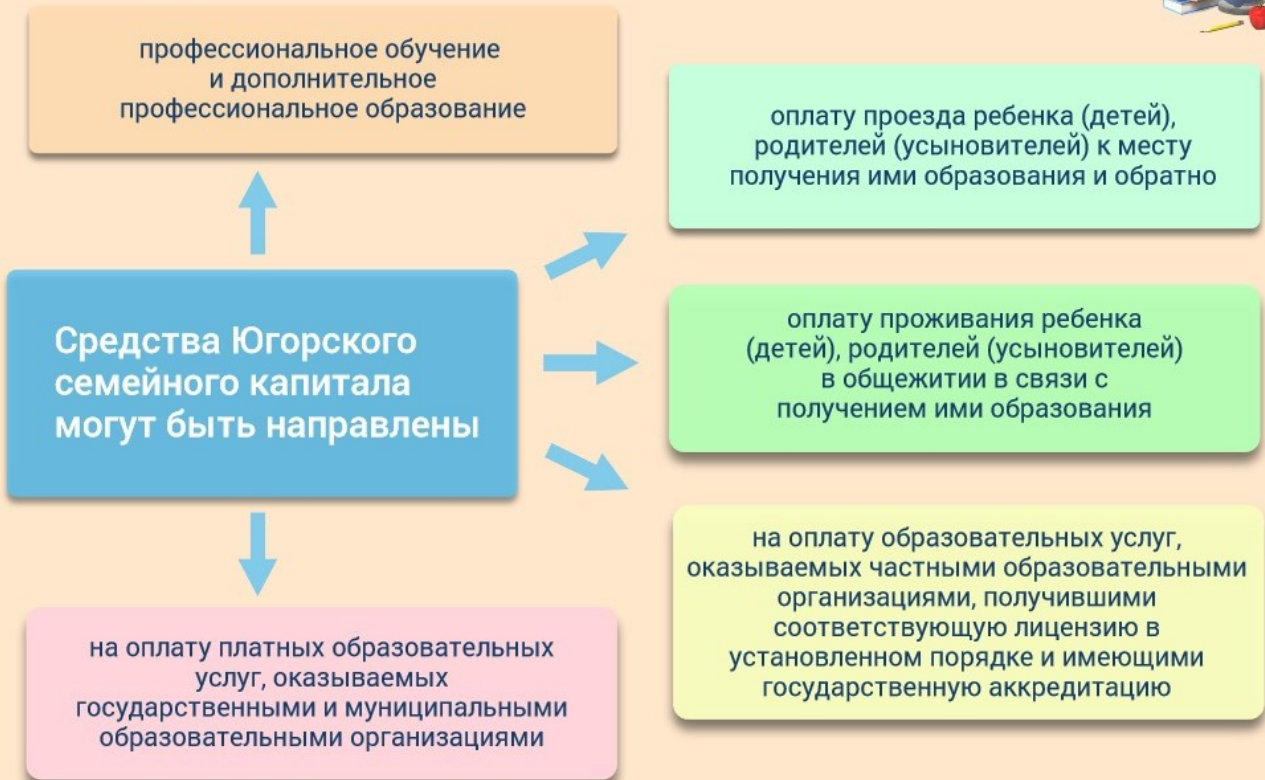 профессиональное обучение
и дополнительное
профессиональное образование
оплату проезда ребенка (детей),
родителей (усыновителей) к месту
получения ими образования и обратно
Средства Югорского
семейного капитала
могут быть направлены
оплату проживания ребенка
(детей), родителей (усыновителей)
в общежитии в связи с
получением ими образования
на оплату образовательных услуг,
оказываемых частными образовательными
организациями, получившими
соответствующую лицензию в
установленном порядке и имеющими
государственную аккредитацию
на оплату платных образовательных
услуг, оказываемых
государственными и муниципальными
образовательными организациями